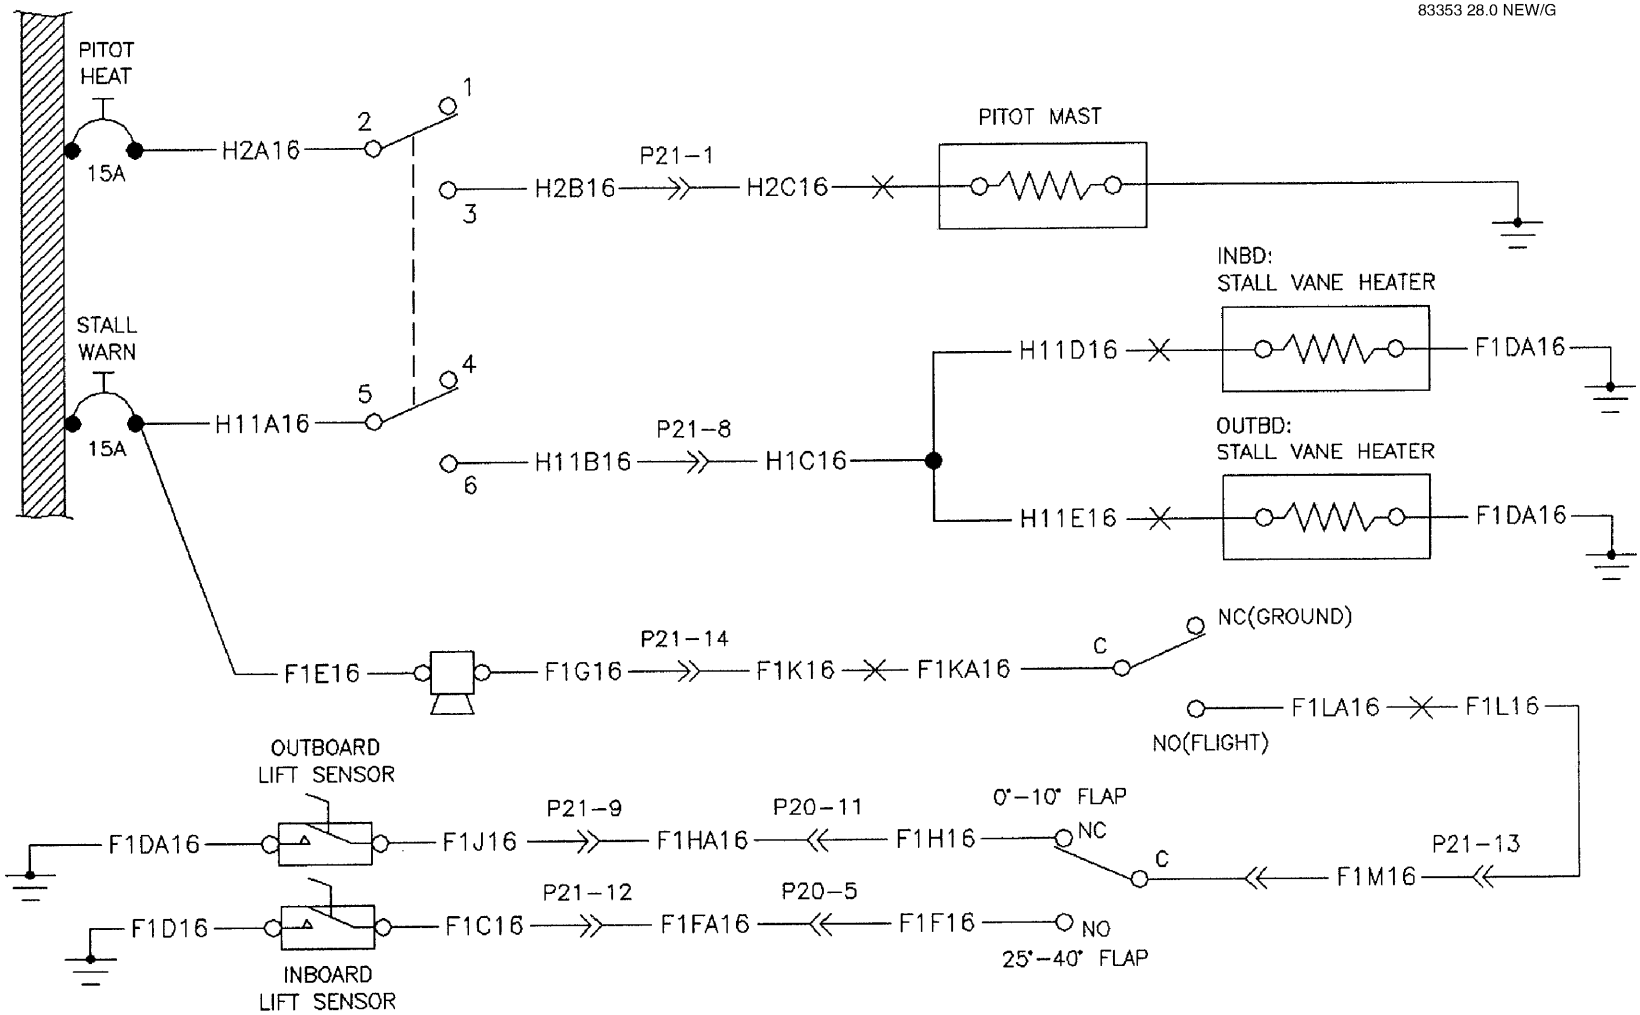 83353 28.0 NEW/G
PITOT
HEAT
15A
H2A16
2
1
3
H2B16
P21-1
H2C16
PITOT MAST
STALL
WARN
15A
H11A16
5
4
6
H11B16
P21-8
H1C16
H11D16
INBD:
STALL VANE HEATER
F1DA16
H11E16
OUTBD:
STALL VANE HEATER
F1DA16
F1E16
F1G16
P21-14
F1K16
F1KA16
C
NC(GROUND)
NO(FLIGHT)
F1LA16
F1L16
OUTBOARD
LIFT SENSOR
F1DA16
F1J16
P21-9
F1HA16
P20-11
F1H16
0°-10° FLAP
NC
C
F1M16
P21-13
F1D16
INBOARD
LIFT SENSOR
F1C16
P21-12
F1FA16
P20-5
F1F16
NO
25°-40° FLAP